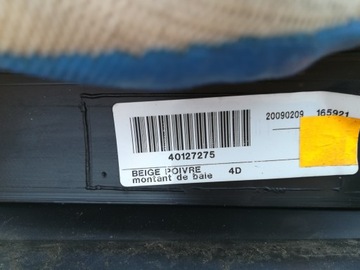 20090209 165921
40127275
BEIGE POIVRE 4D
montant de baie